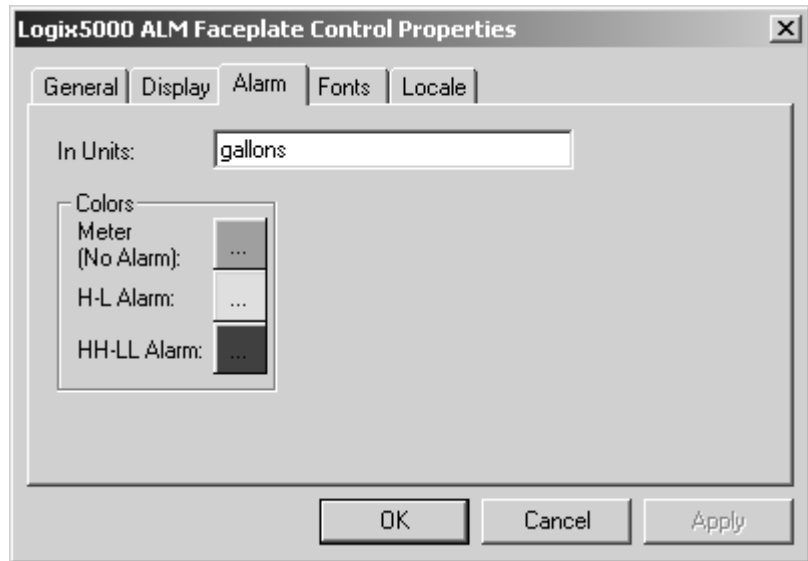 Logix5000 ALM Faceplate Control Properties
General Display Alarm Fonts Locale
In Units: gallons
Colors
Meter
(No Alarm): ...
H-L Alarm: ...
HH-LL Alarm: ...
OK Cancel Apply